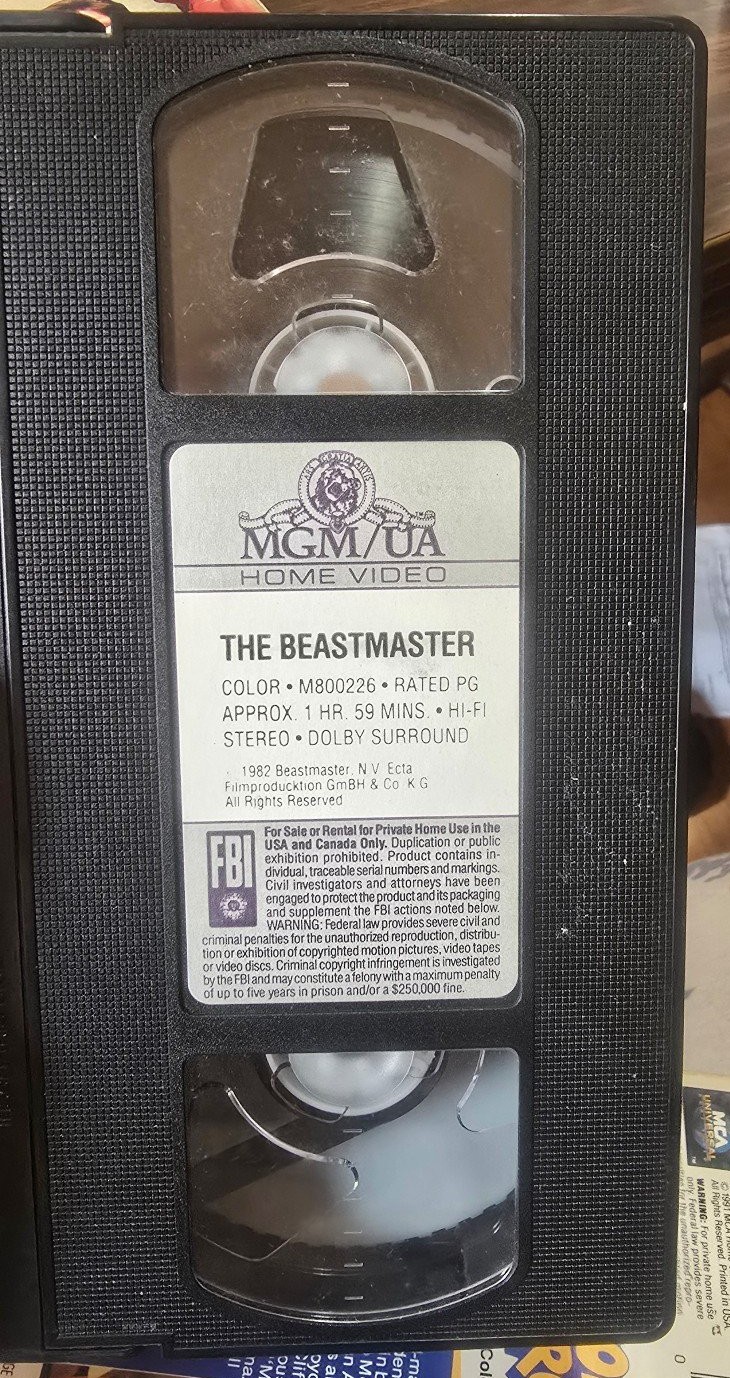 ARS GRATIA ARTIS
MGM/UA
HOME VIDEO
THE BEASTMASTER
COLOR • M800226 • RATED PG
APPROX. 1 HR. 59 MINS. • HI-FI
STEREO • DOLBY SURROUND
1982 Beastmaster, N V Ecta
Filmproducktion GmBH & Co K G
All Rights Reserved
FBI
For Sale or Rental for Private Home Use in the
USA and Canada Only. Duplication or public
exhibition prohibited. Product contains in-
dividual, traceable serial numbers and markings.
Civil investigators and attorneys have been
engaged to protect the product and its packaging
and supplement the FBI actions noted below.
WARNING: Federal law provides severe civil and
criminal penalties for the unauthorized reproduction, distribu-
tion or exhibition of copyrighted motion pictures, video tapes
or video discs. Criminal copyright infringement is investigated
by the FBI and may constitute a felony with a maximum penalty
of up to five years in prison and/or a $250,000 fine.
MCA
UNIVERSAL
© 1991 MCA
All Rights Reserved. Printed in USA
WARNING: For private home use
only. Federal law provides severe